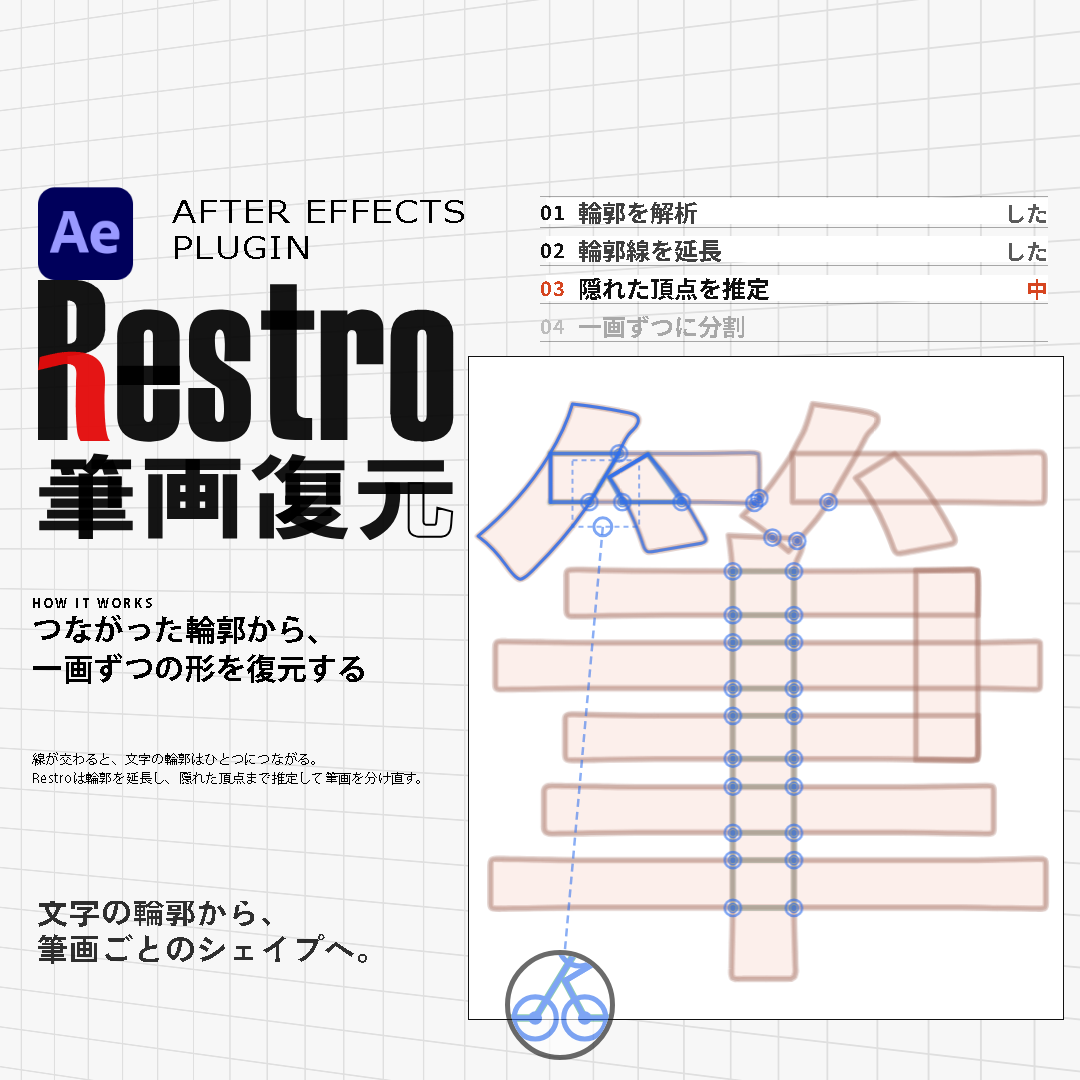 Ae
AFTER EFFECTS
PLUGIN
Restro
筆画復元
01 輪郭を解析 した
02 輪郭線を延長 した
03 隠れた頂点を推定 中
04 一画ずつに分割
HOW IT WORKS
つながった輪郭から、
一画ずつの形を復元する
線が交わると、文字の輪郭はひとつにつながる。
Restroは輪郭を延長し、隠れた頂点まで推定して筆画を分け直す。
文字の輪郭から、
筆画ごとのシェイプへ。